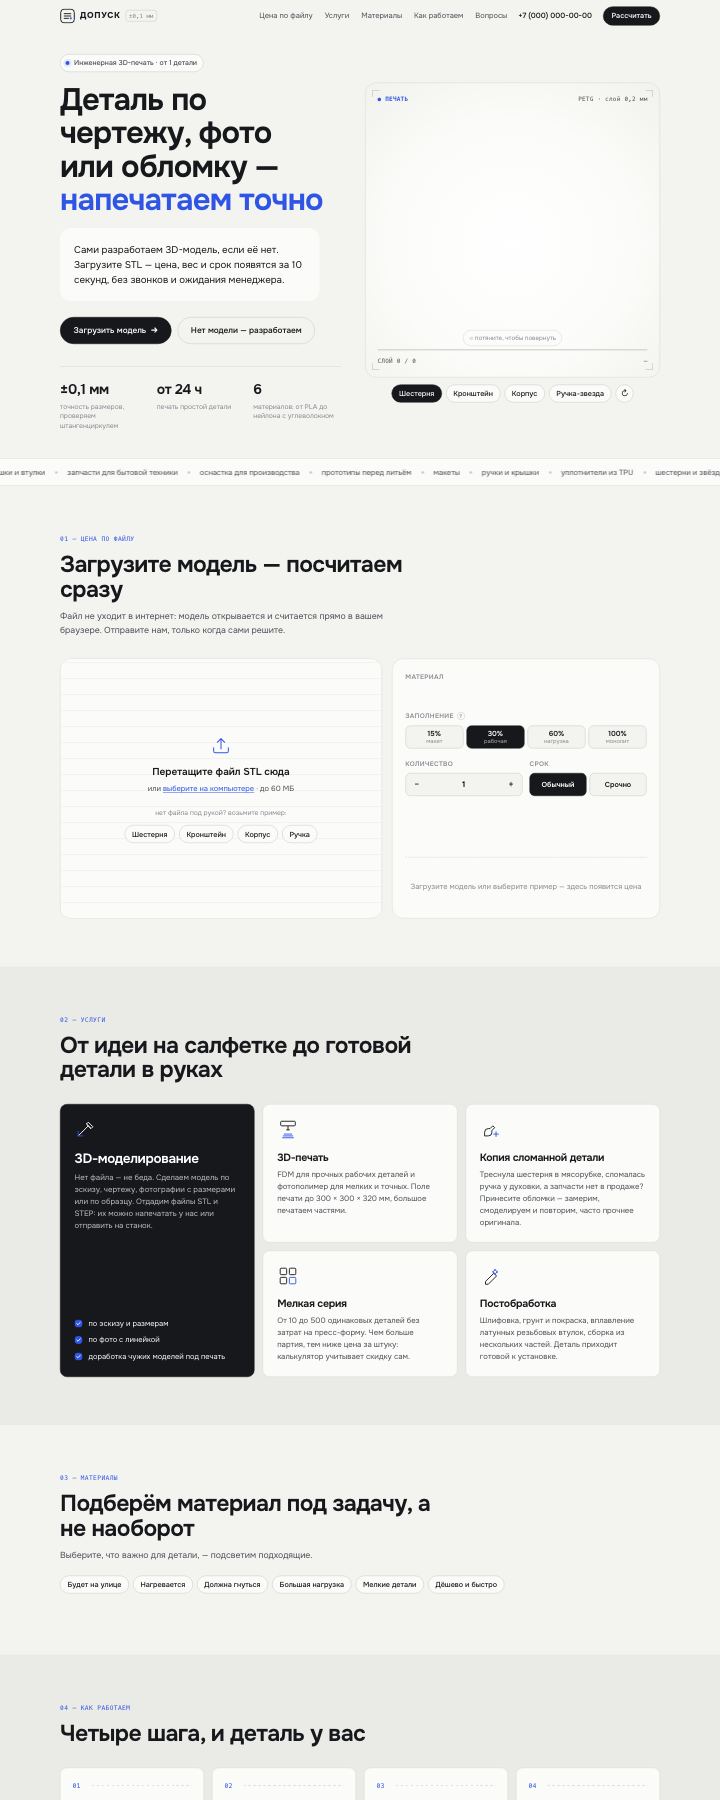 ДОПУСК ±0,1 мм Цена по файлу Услуги Материалы Как работаем Вопросы +7 (000) 000-00-00 Рассчитать
Инженерная 3D-печать · от 1 детали
Деталь по
чертежу, фото
или обломку —
напечатаем точно
Сами разработаем 3D-модель, если её нет.
Загрузите STL — цена, вес и срок появятся за 10
секунд, без звонков и ожидания менеджера.
Загрузить модель → Нет модели — разработаем
±0,1 мм
точность размеров,
проверяем
штангенциркулем
от 24 ч
печать простой детали
6
материалов: от PLA до
нейлона с углеволокном
ПЕЧАТЬ PETG · слой 0,2 мм
потяните, чтобы повернуть
СЛОЙ 0 / 0 —
Шестерня Кронштейн Корпус Ручка-звезда
шки и втулки запчасти для бытовой техники оснастка для производства прототипы перед литьём макеты ручки и крышки уплотнители из TPU шестерни и звёзд
01 — ЦЕНА ПО ФАЙЛУ
Загрузите модель — посчитаем
сразу
Файл не уходит в интернет: модель открывается и считается прямо в вашем
браузере. Отправите нам, только когда сами решите.
Перетащите файл STL сюда
или выберите на компьютере · до 60 МБ
нет файла под рукой? возьмите пример:
Шестерня Кронштейн Корпус Ручка
МАТЕРИАЛ
ЗАПОЛНЕНИЕ ?
15% 30% 60% 100%
макет рабочая нагрузка монолит
КОЛИЧЕСТВО СРОК
− 1 + Обычный Срочно
Загрузите модель или выберите пример — здесь появится цена
02 — УСЛУГИ
От идеи на салфетке до готовой
детали в руках
3D-моделирование
Нет файла — не беда. Сделаем модель по
эскизу, чертежу, фотографии с размерами
или по образцу. Отдадим файлы STL и
STEP: их можно напечатать у нас или
отправить на станок.
по эскизу и размерам
по фото с линейкой
доработка чужих моделей под печать
3D-печать
FDM для прочных рабочих деталей и
фотополимер для мелких и точных. Поле
печати до 300 × 300 × 320 мм, большое
печатаем частями.
Копия сломанной детали
Треснула шестерня в мясорубке, сломалась
ручка у духовки, а запчасти нет в продаже?
Принесите обломки — замерим,
смоделируем и повторим, часто прочнее
оригинала.
Мелкая серия
От 10 до 500 одинаковых деталей без
затрат на пресс-форму. Чем больше
партия, тем ниже цена за штуку:
калькулятор учитывает скидку сам.
Постобработка
Шлифовка, грунт и покраска, вплавление
латунных резьбовых втулок, сборка из
нескольких частей. Деталь приходит
готовой к установке.
03 — МАТЕРИАЛЫ
Подберём материал под задачу, а
не наоборот
Выберите, что важно для детали, — подсветим подходящие.
Будет на улице Нагревается Должна гнуться Большая нагрузка Мелкие детали Дёшево и быстро
04 — КАК РАБОТАЕМ
Четыре шага, и деталь у вас
01 02 03 04